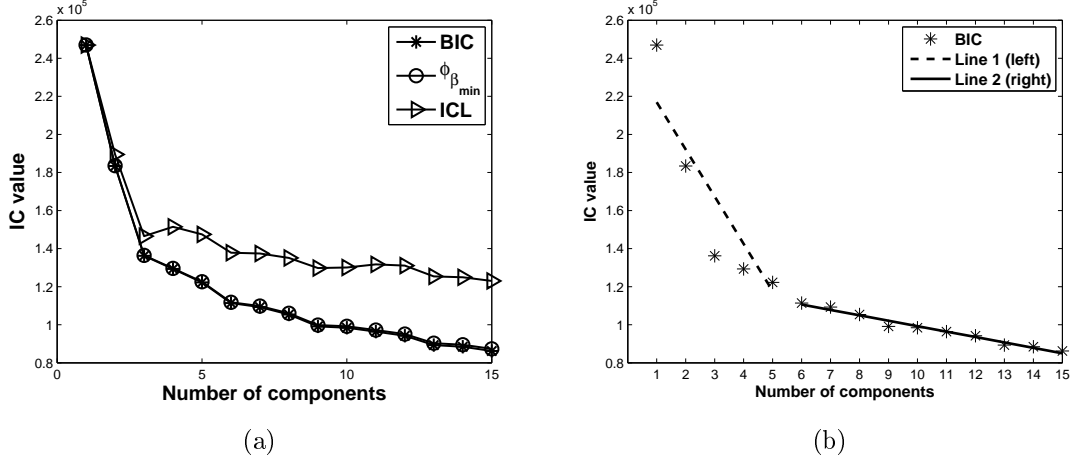 x 10⁵
2.6
2.4
2.2
2
1.8
1.6
1.4
1.2
1
0.8
IC value
0 5 10 15
Number of components
BIC
ϕβmin
ICL
(a)
x 10⁵
2.6
2.4
2.2
2
1.8
1.6
1.4
1.2
1
0.8
IC value
1 2 3 4 5 6 7 8 9 10 11 12 13 14 15
Number of components
BIC
Line 1 (left)
Line 2 (right)
(b)